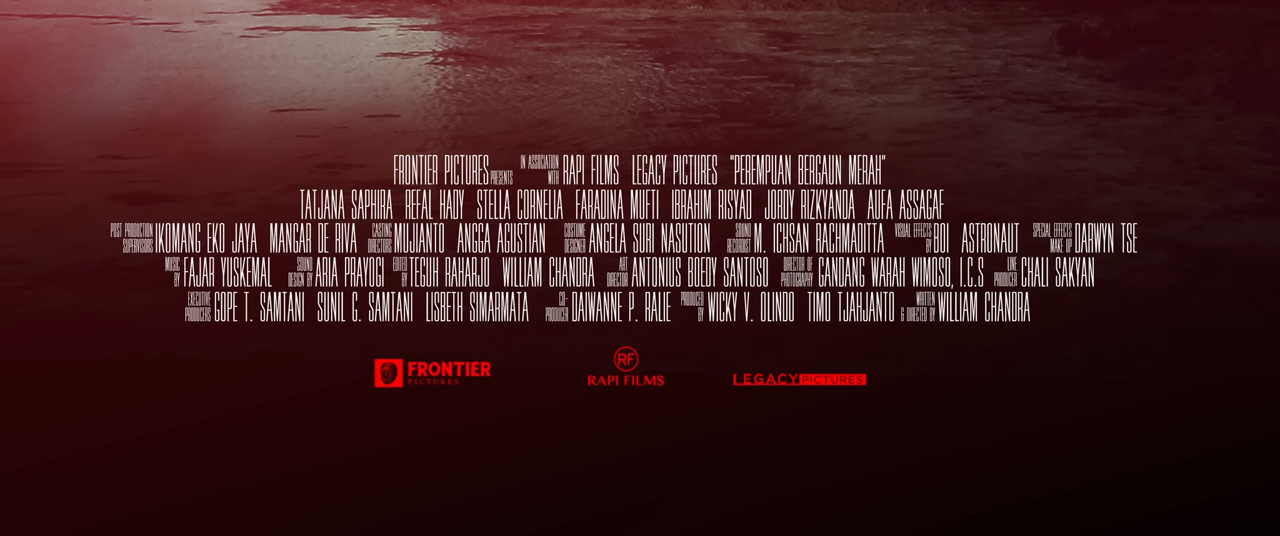 FRONTIER PICTURES PRESENTS IN ASSOCIATION WITH RAPI FILMS LEGACY PICTURES "PEREMPUAN BERGAUN MERAH"
TATJANA SAPHIRA REFAL HADY STELLA CORNELIA FARADINA MUFTI IBRAHIM RISYAD JORDY RIZKYANDA AUFA ASSAGAF
POST PRODUCTION SUPERVISORS IKOMANG EKO JAYA MANGAR DE RIVA CASTING DIRECTORS MUJIANTO ANGGA AGUSTIAN COSTUME DESIGNER ANGELA SURI NASUTION SOUND RECORDIST M. ICHSAN RACHMADITTA VISUAL EFFECTS BY BOI ASTRONAUT SPECIAL EFFECTS MAKE UP DARWYN TSE
MUSIC BY FAJAR YUSKEMAL SOUND DESIGN BY ARIA PRAYOGI EDITED BY TEGUH RAHARJO WILLIAM CHANDRA ART DIRECTOR ANTONIUS BOEDY SANTOSO DIRECTOR OF PHOTOGRAPHY GANDANG WARAH WIMOSO, I.C.S LINE PRODUCER CHALI SAKYAN
EXECUTIVE PRODUCERS GOPE T. SAMTANI SUNIL G. SAMTANI LISBETH SIMARMATA CO-PRODUCER DAIWANNE P. RALIE PRODUCED BY WICKY V. OLINDO TIMO TJAHJANTO WRITTEN & DIRECTED BY WILLIAM CHANDRA
FRONTIER PICTURES
RF
RAPI FILMS
LEGACY PICTURES